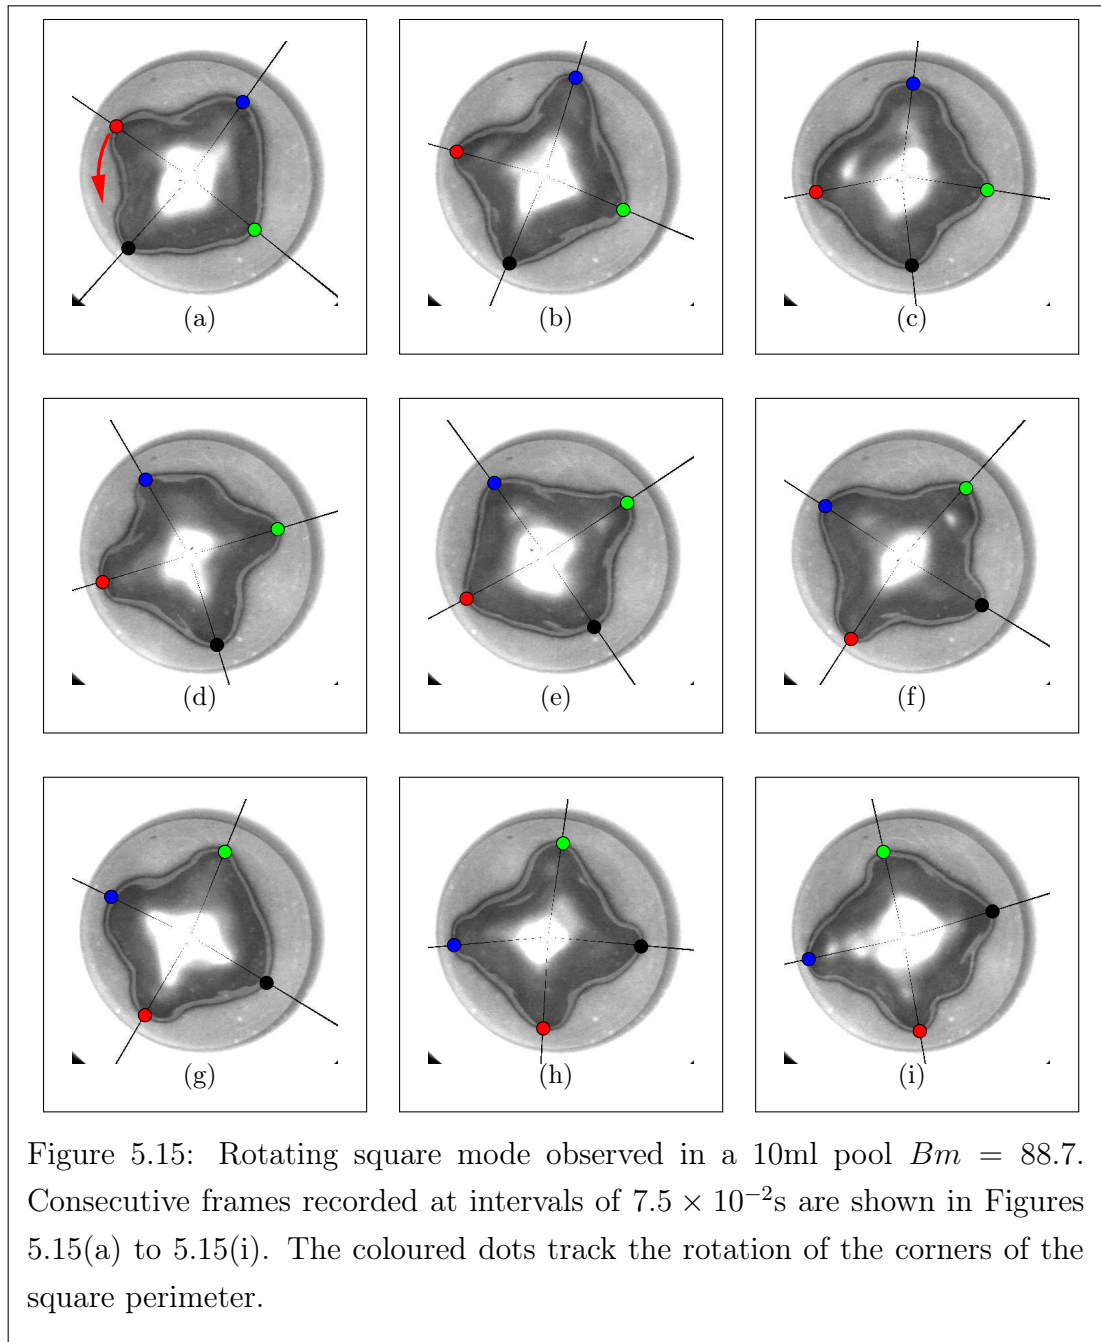 (a) (b) (c)
(d) (e) (f)
(g) (h) (i)
Figure 5.15: Rotating square mode observed in a 10ml pool Bm = 88.7.
Consecutive frames recorded at intervals of 7.5 × 10⁻²s are shown in Figures
5.15(a) to 5.15(i). The coloured dots track the rotation of the corners of the
square perimeter.